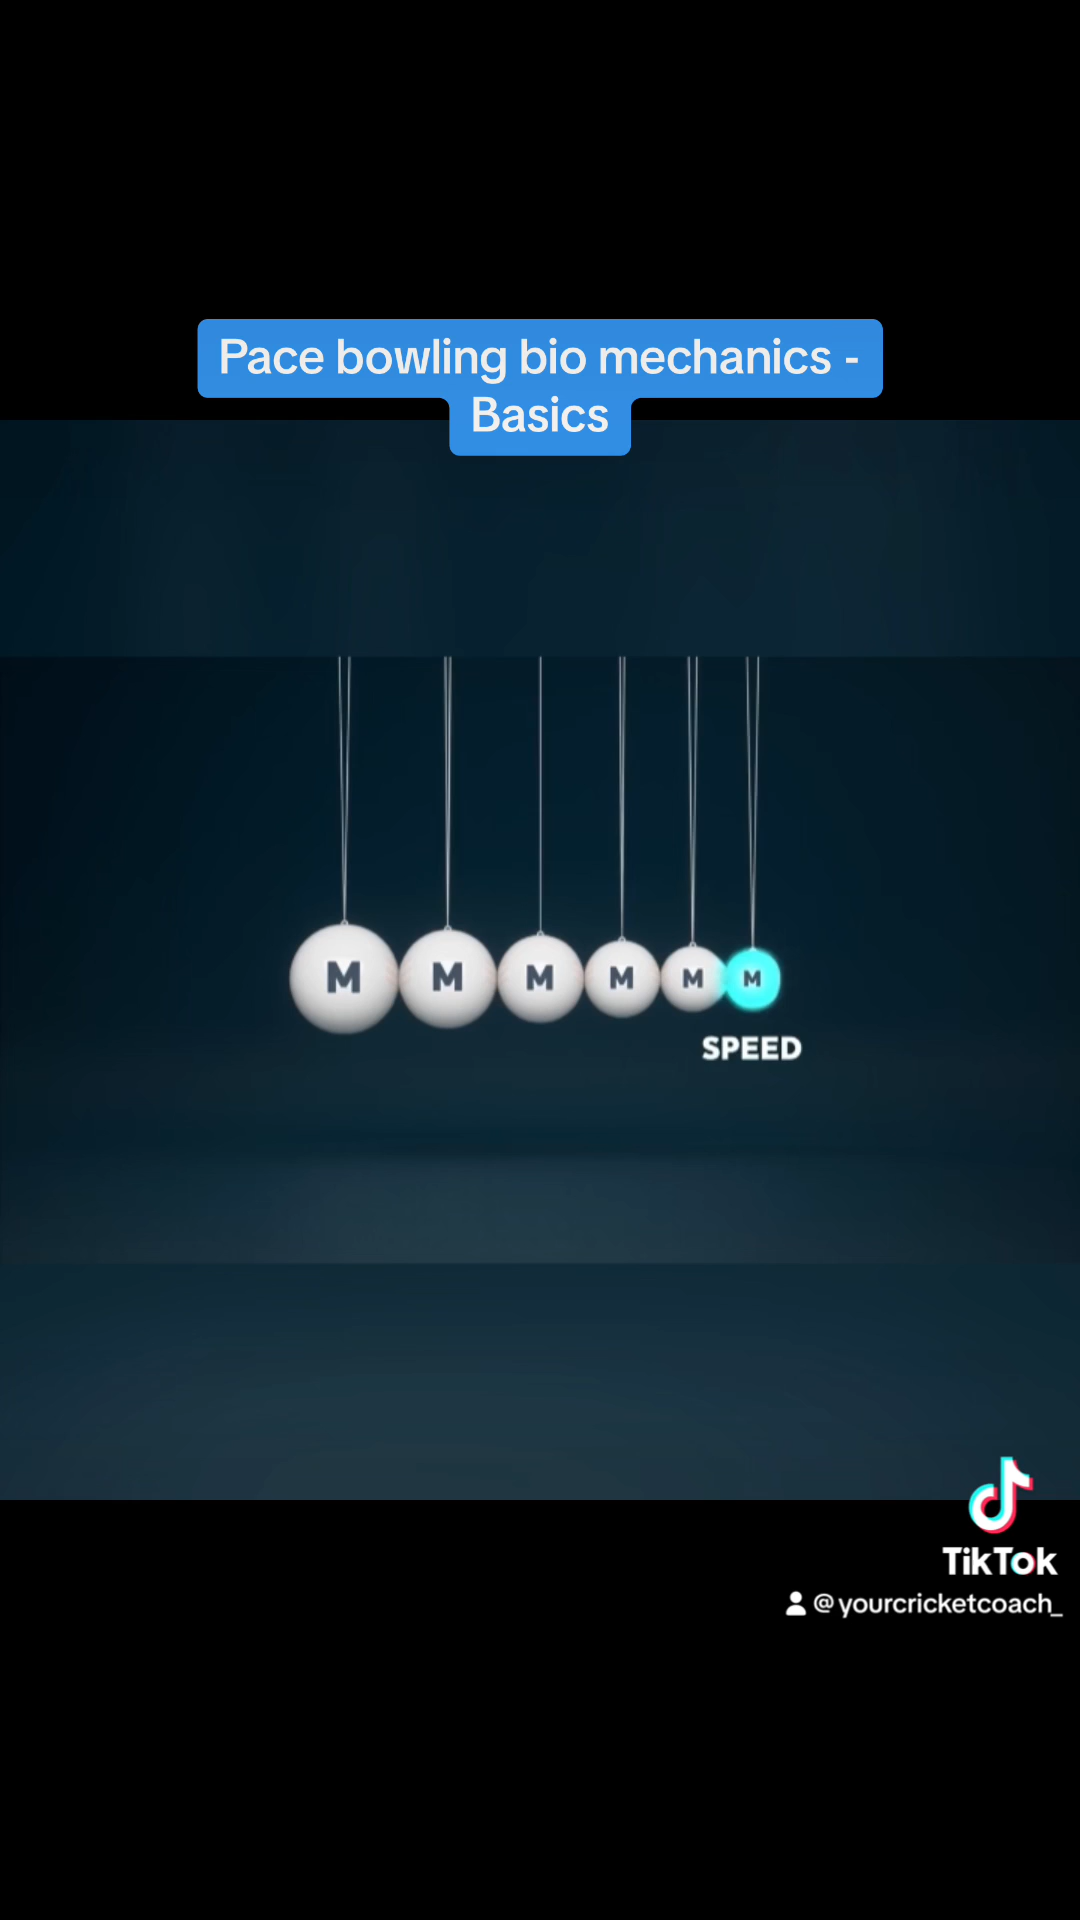 Pace bowling bio mechanics -
Basics
M M M M M M
SPEED
TikTok
@yourcricketcoach_